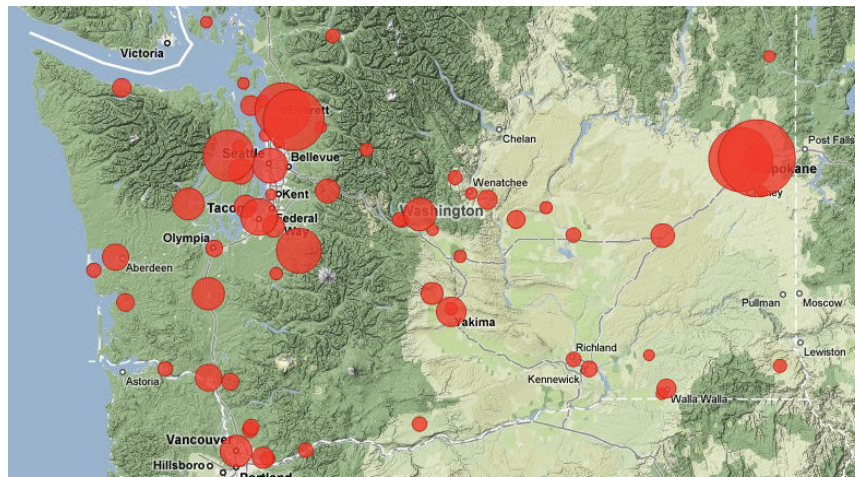 Victoria
Everett
Chelan
Seattle
Bellevue
Post Falls
Spokane
Cheney
Wenatchee
Kent
Washington
Tacoma
Federal
Way
Olympia
Aberdeen
Pullman
Moscow
Yakima
Richland
Lewiston
Astoria
Kennewick
Walla Walla
Vancouver
Hillsboro
Portland